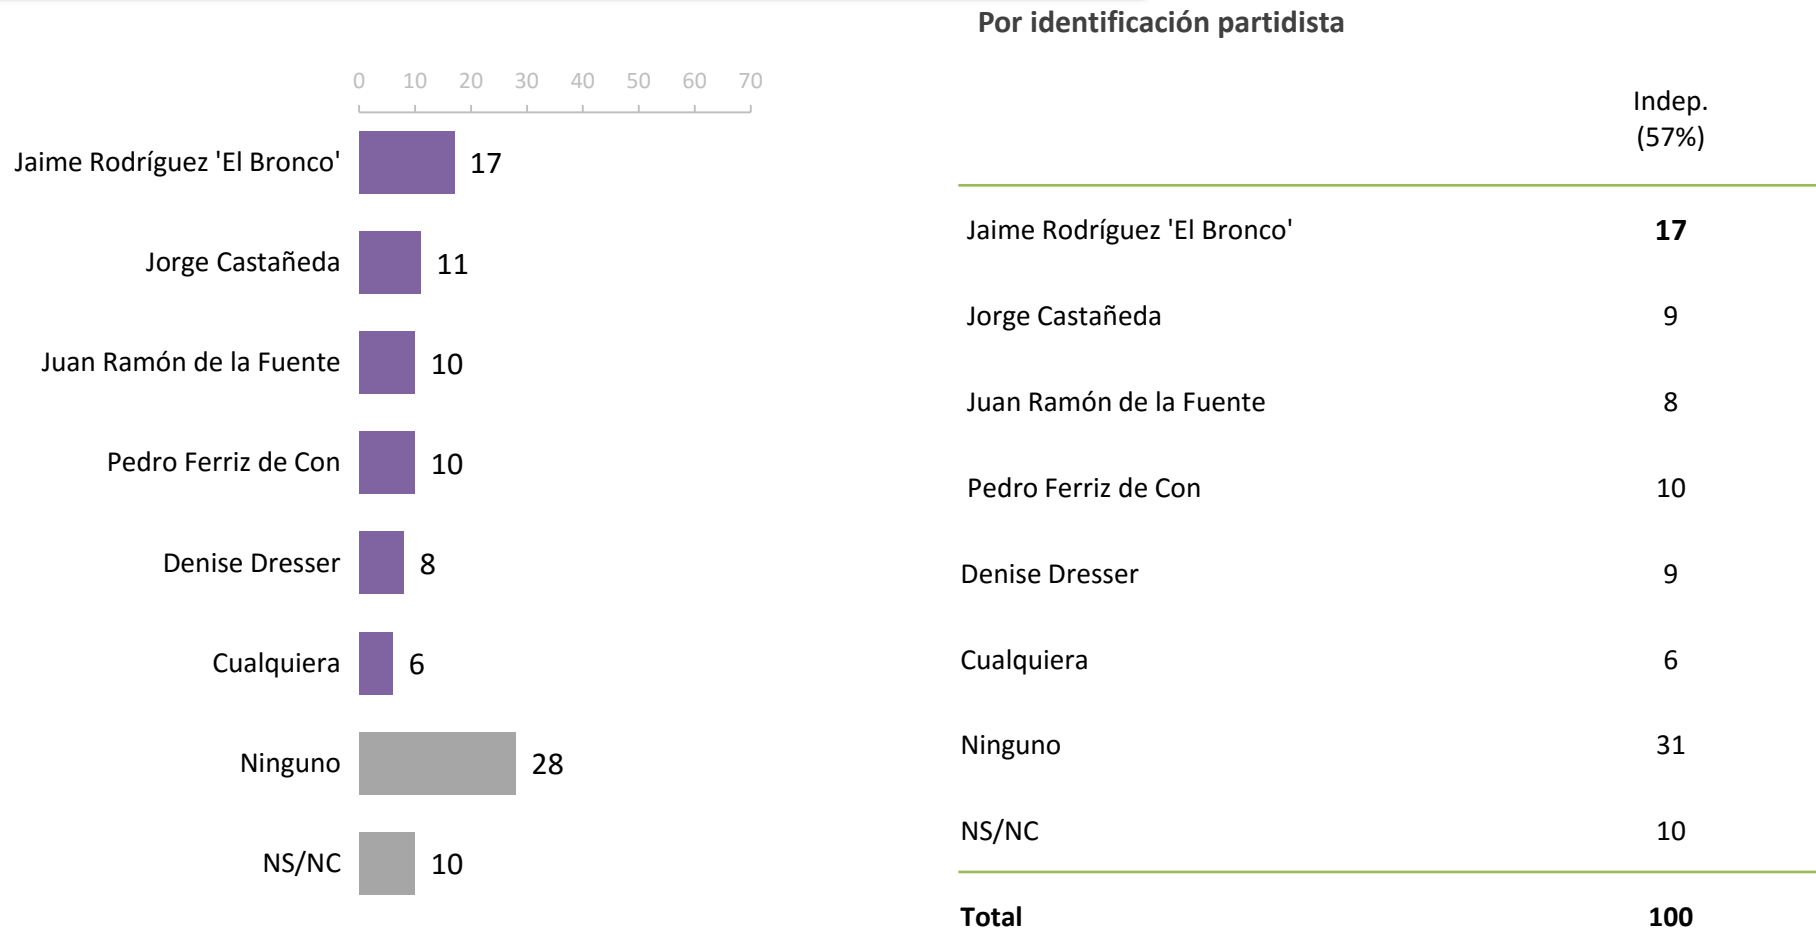 Por identificación partidista
0 10 20 30 40 50 60 70
Jaime Rodríguez 'El Bronco' 17
Jorge Castañeda 11
Juan Ramón de la Fuente 10
Pedro Ferriz de Con 10
Denise Dresser 8
Cualquiera 6
Ninguno 28
NS/NC 10
Indep.
(57%)
Jaime Rodríguez 'El Bronco' 17
Jorge Castañeda 9
Juan Ramón de la Fuente 8
Pedro Ferriz de Con 10
Denise Dresser 9
Cualquiera 6
Ninguno 31
NS/NC 10
Total 100